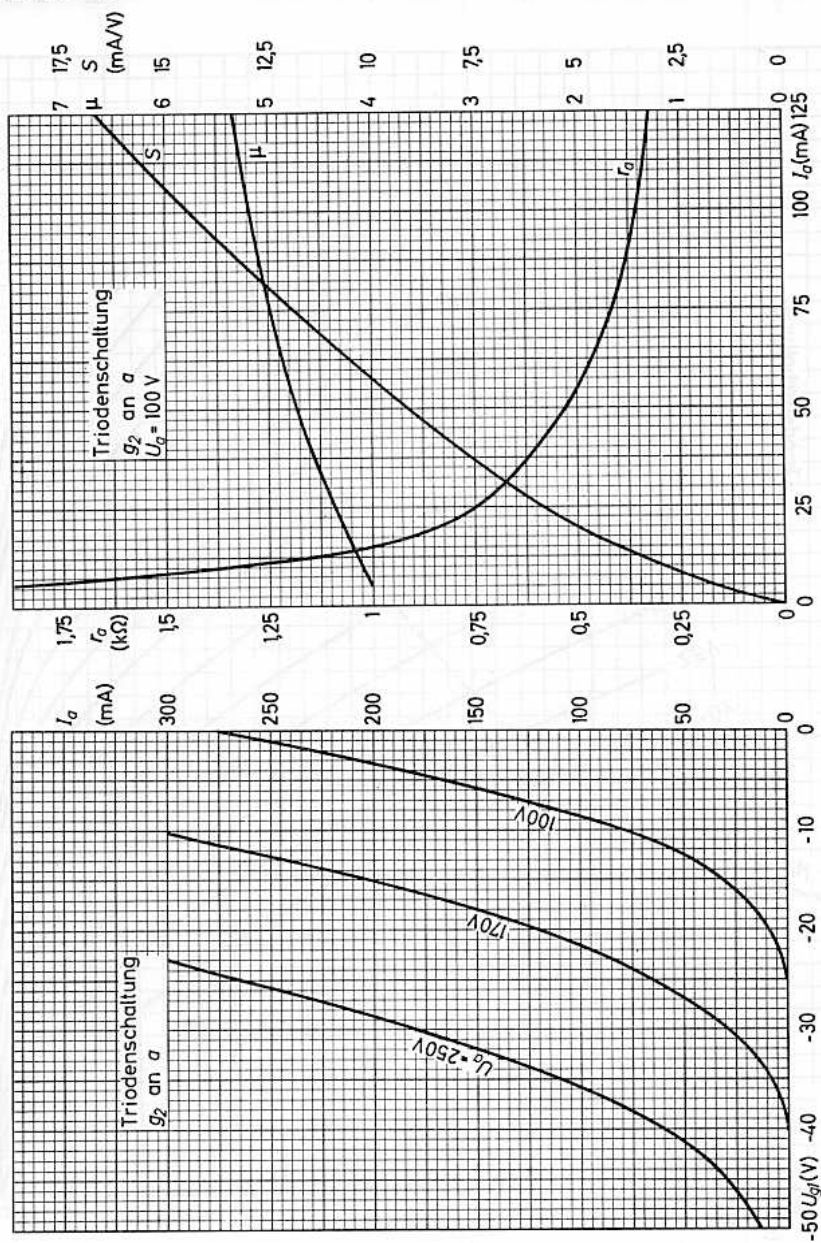 Triodenschaltung
g2 an a
Ua = 100 V
7 17,5
μ S
(mA/V)
6 15
5 12,5
4 10
3 7,5
2 5
1 2,5
0 0
S
μ
ra
1,75
ra
(kΩ)
1,5
1,25
1
0,75
0,5
0,25
0
0 25 50 75 100 Ia(mA) 125
Triodenschaltung
g2 an a
Ia
(mA)
300
250
200
150
100
50
0
Ua=250V
170V
100V
-50 Ug1(V) -40 -30 -20 -10 0